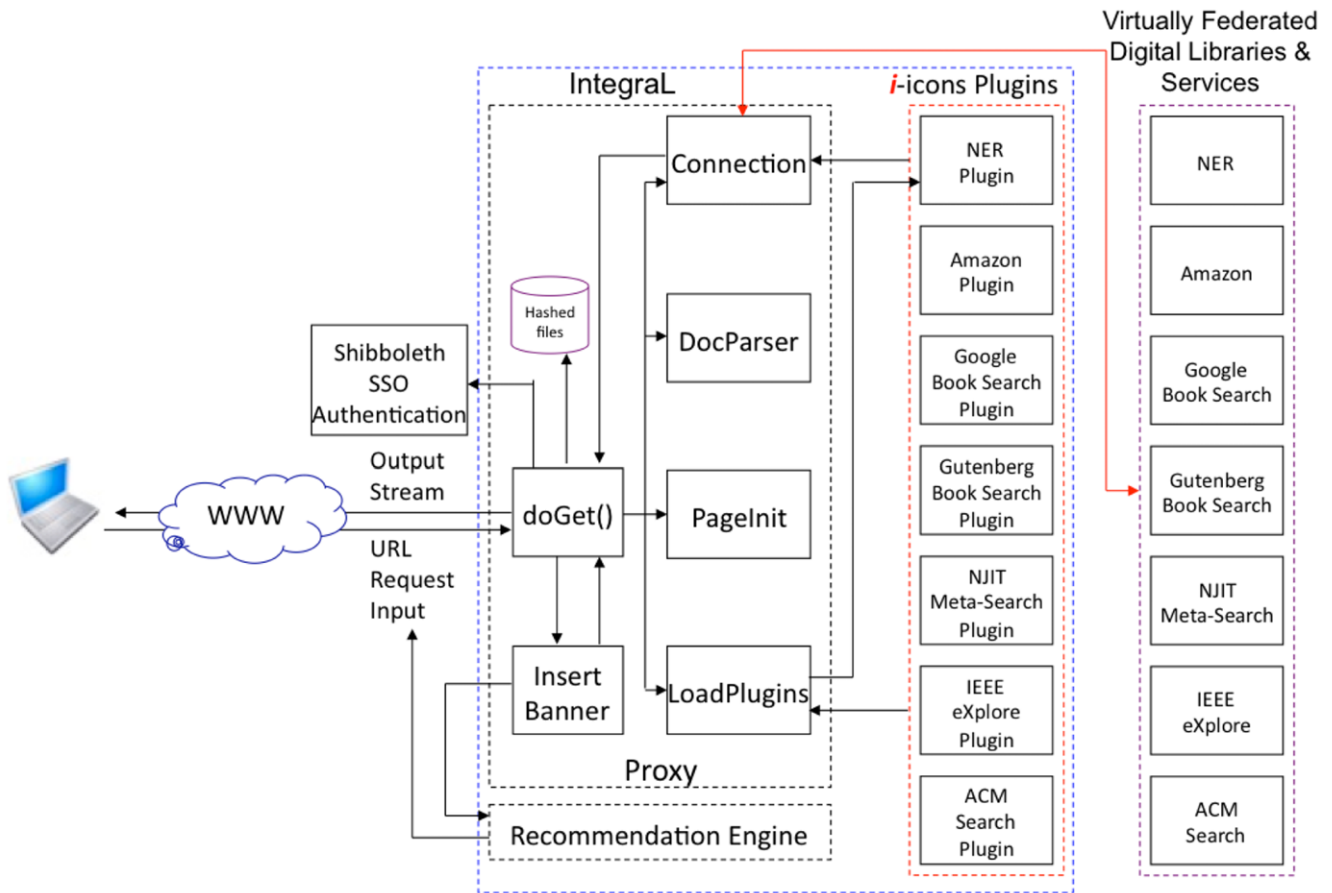 Virtually Federated
Digital Libraries &
Services
IntegraL
i-icons Plugins
Connection
NER
Plugin
NER
Amazon
Plugin
Amazon
Hashed
files
DocParser
Shibboleth
SSO
Authentication
Google
Book Search
Plugin
Google
Book Search
Output
Stream
WWW
doGet()
PageInit
Gutenberg
Book Search
Plugin
Gutenberg
Book Search
URL
Request
Input
NJIT
Meta-Search
Plugin
NJIT
Meta-Search
Insert
Banner
LoadPlugins
IEEE
eXplore
Plugin
IEEE
eXplore
Proxy
Recommendation Engine
ACM
Search
Plugin
ACM
Search